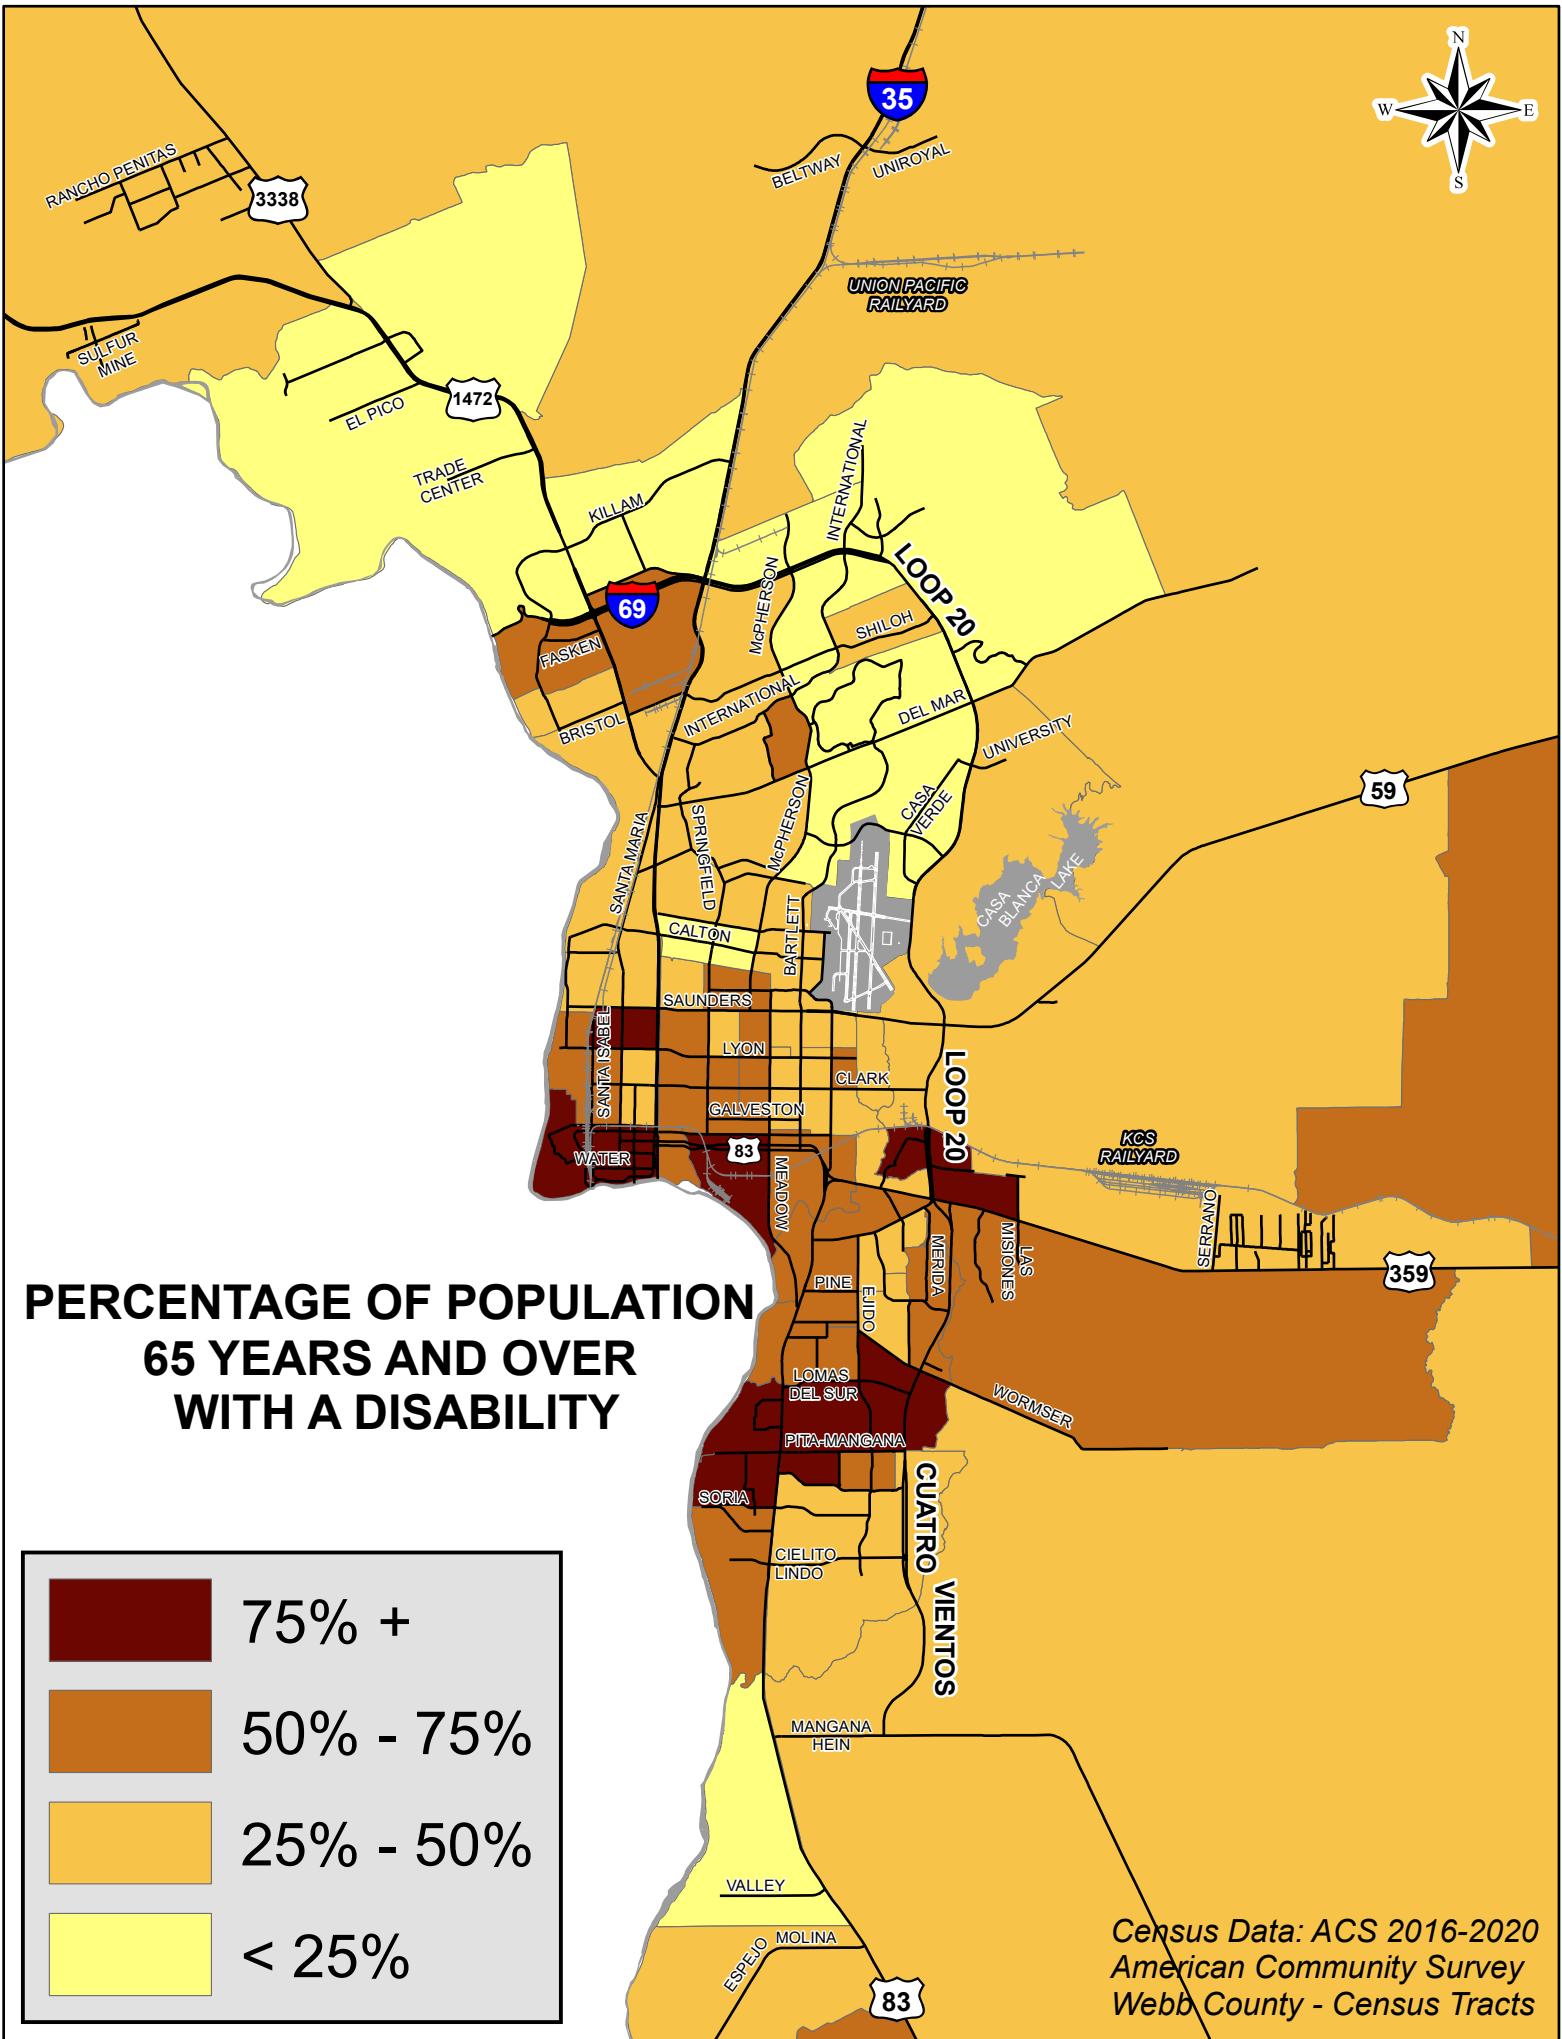 N
W
E
S
35
BELTWAY
UNIROYAL
RANCHO PENITAS
3338
UNION PACIFIC
RAILYARD
SULFUR
MINE
EL PICO
1472
TRADE
CENTER
KILLAM
INTERNATIONAL
LOOP 20
McPHERSON
69
SHILOH
FASKEN
INTERNATIONAL
BRISTOL
DEL MAR
UNIVERSITY
59
CASA
VERDE
McPHERSON
SPRINGFIELD
SANTA MARIA
CASA
BLANCA
LAKE
CALTON
BARTLETT
SAUNDERS
SANTA ISABEL
LYON
CLARK
LOOP 20
GALVESTON
83
WATER
KCS
RAILYARD
MEADOW
SERRANO
MERIDA
LAS
MISIONES
359
PINE
EJIDO
PERCENTAGE OF POPULATION
65 YEARS AND OVER
WITH A DISABILITY
LOMAS
DEL SUR
WORMSER
PITA-MANGANA
SORIA
CUATRO VIENTOS
CIELITO
LINDO
75% +
50% - 75%
25% - 50%
< 25%
MANGANA
HEIN
VALLEY
MOLINA
ESPEJO
83
Census Data: ACS 2016-2020
American Community Survey
Webb County - Census Tracts